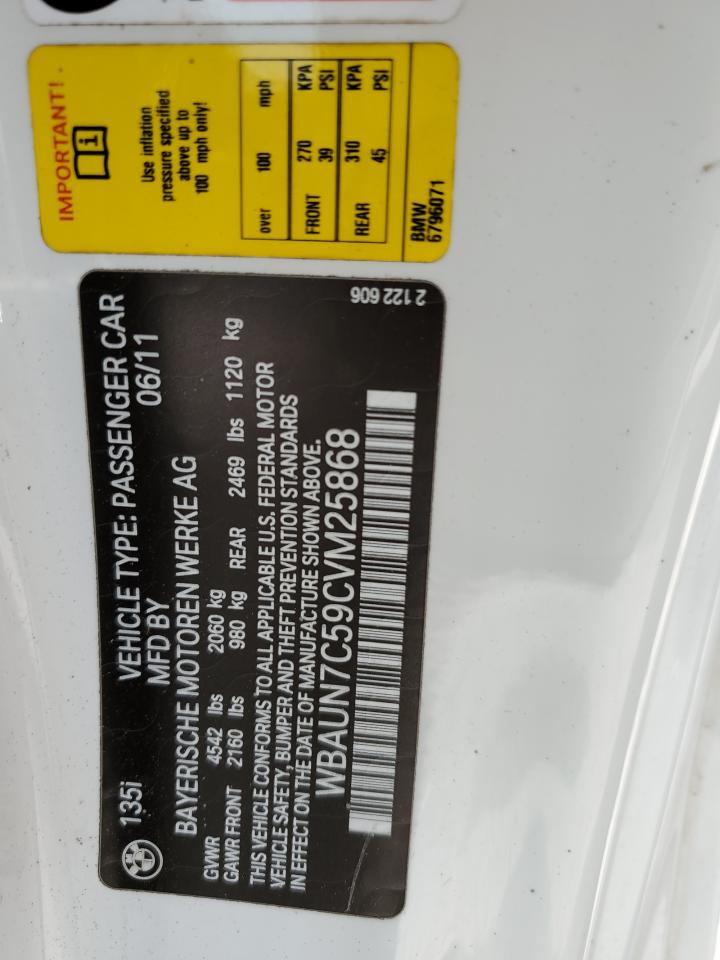 135i VEHICLE TYPE: PASSENGER CAR
MFD BY 06/11
BAYERISCHE MOTOREN WERKE AG
GVWR 4542 lbs 2060 kg
GAWR FRONT 2160 lbs 980 kg REAR 2469 lbs 1120 kg
THIS VEHICLE CONFORMS TO ALL APPLICABLE U.S. FEDERAL MOTOR
VEHICLE SAFETY, BUMPER AND THEFT PREVENTION STANDARDS
IN EFFECT ON THE DATE OF MANUFACTURE SHOWN ABOVE.
WBAUN7C59CVM25868
2 122 606
IMPORTANT!
i
Use inflation
pressure specified
above up to
100 mph only!
over 100 mph
FRONT 270 KPA
39 PSI
REAR 310 KPA
45 PSI
BMW
6796071